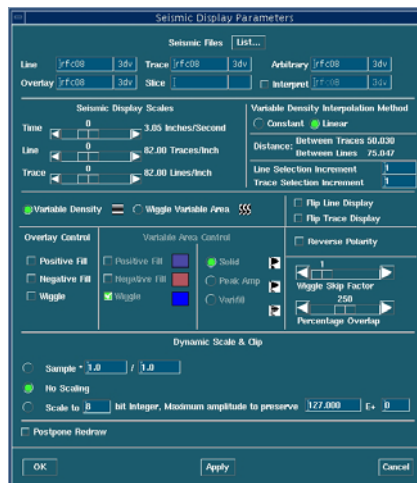 Seismic Display Parameters
Seismic Files List...
Line rfc08 3dv Trace rfc08 3dv Arbitrary rfc08 3dv
Overlay rfc08 3dv Slice Interpret rfc08 3dv
Seismic Display Scales
Variable Density Interpolation Method
Constant Linear
Time 0 3.05 Inches/Second
Line 0 82.00 Traces/Inch
Trace 0 82.00 Lines/Inch
Distance: Between Traces 50.030
Between Lines 75.047
Line Selection Increment 1
Trace Selection Increment 1
Variable Density Wiggle Variable Area
Flip Line Display
Flip Trace Display
Reverse Polarity
Overlay Control
Positive Fill
Negative Fill
Wiggle
Variable Area Control
Positive Fill
Negative Fill
Wiggle
Solid
Peak Amp
Varifill
1
Wiggle Skip Factor
250
Percentage Overlap
Dynamic Scale & Clip
Sample * 1.0 / 1.0
No Scaling
Scale to 8 bit Integer, Maximum amplitude to preserve 127.000 E+ 0
Postpone Redraw
OK Apply Cancel